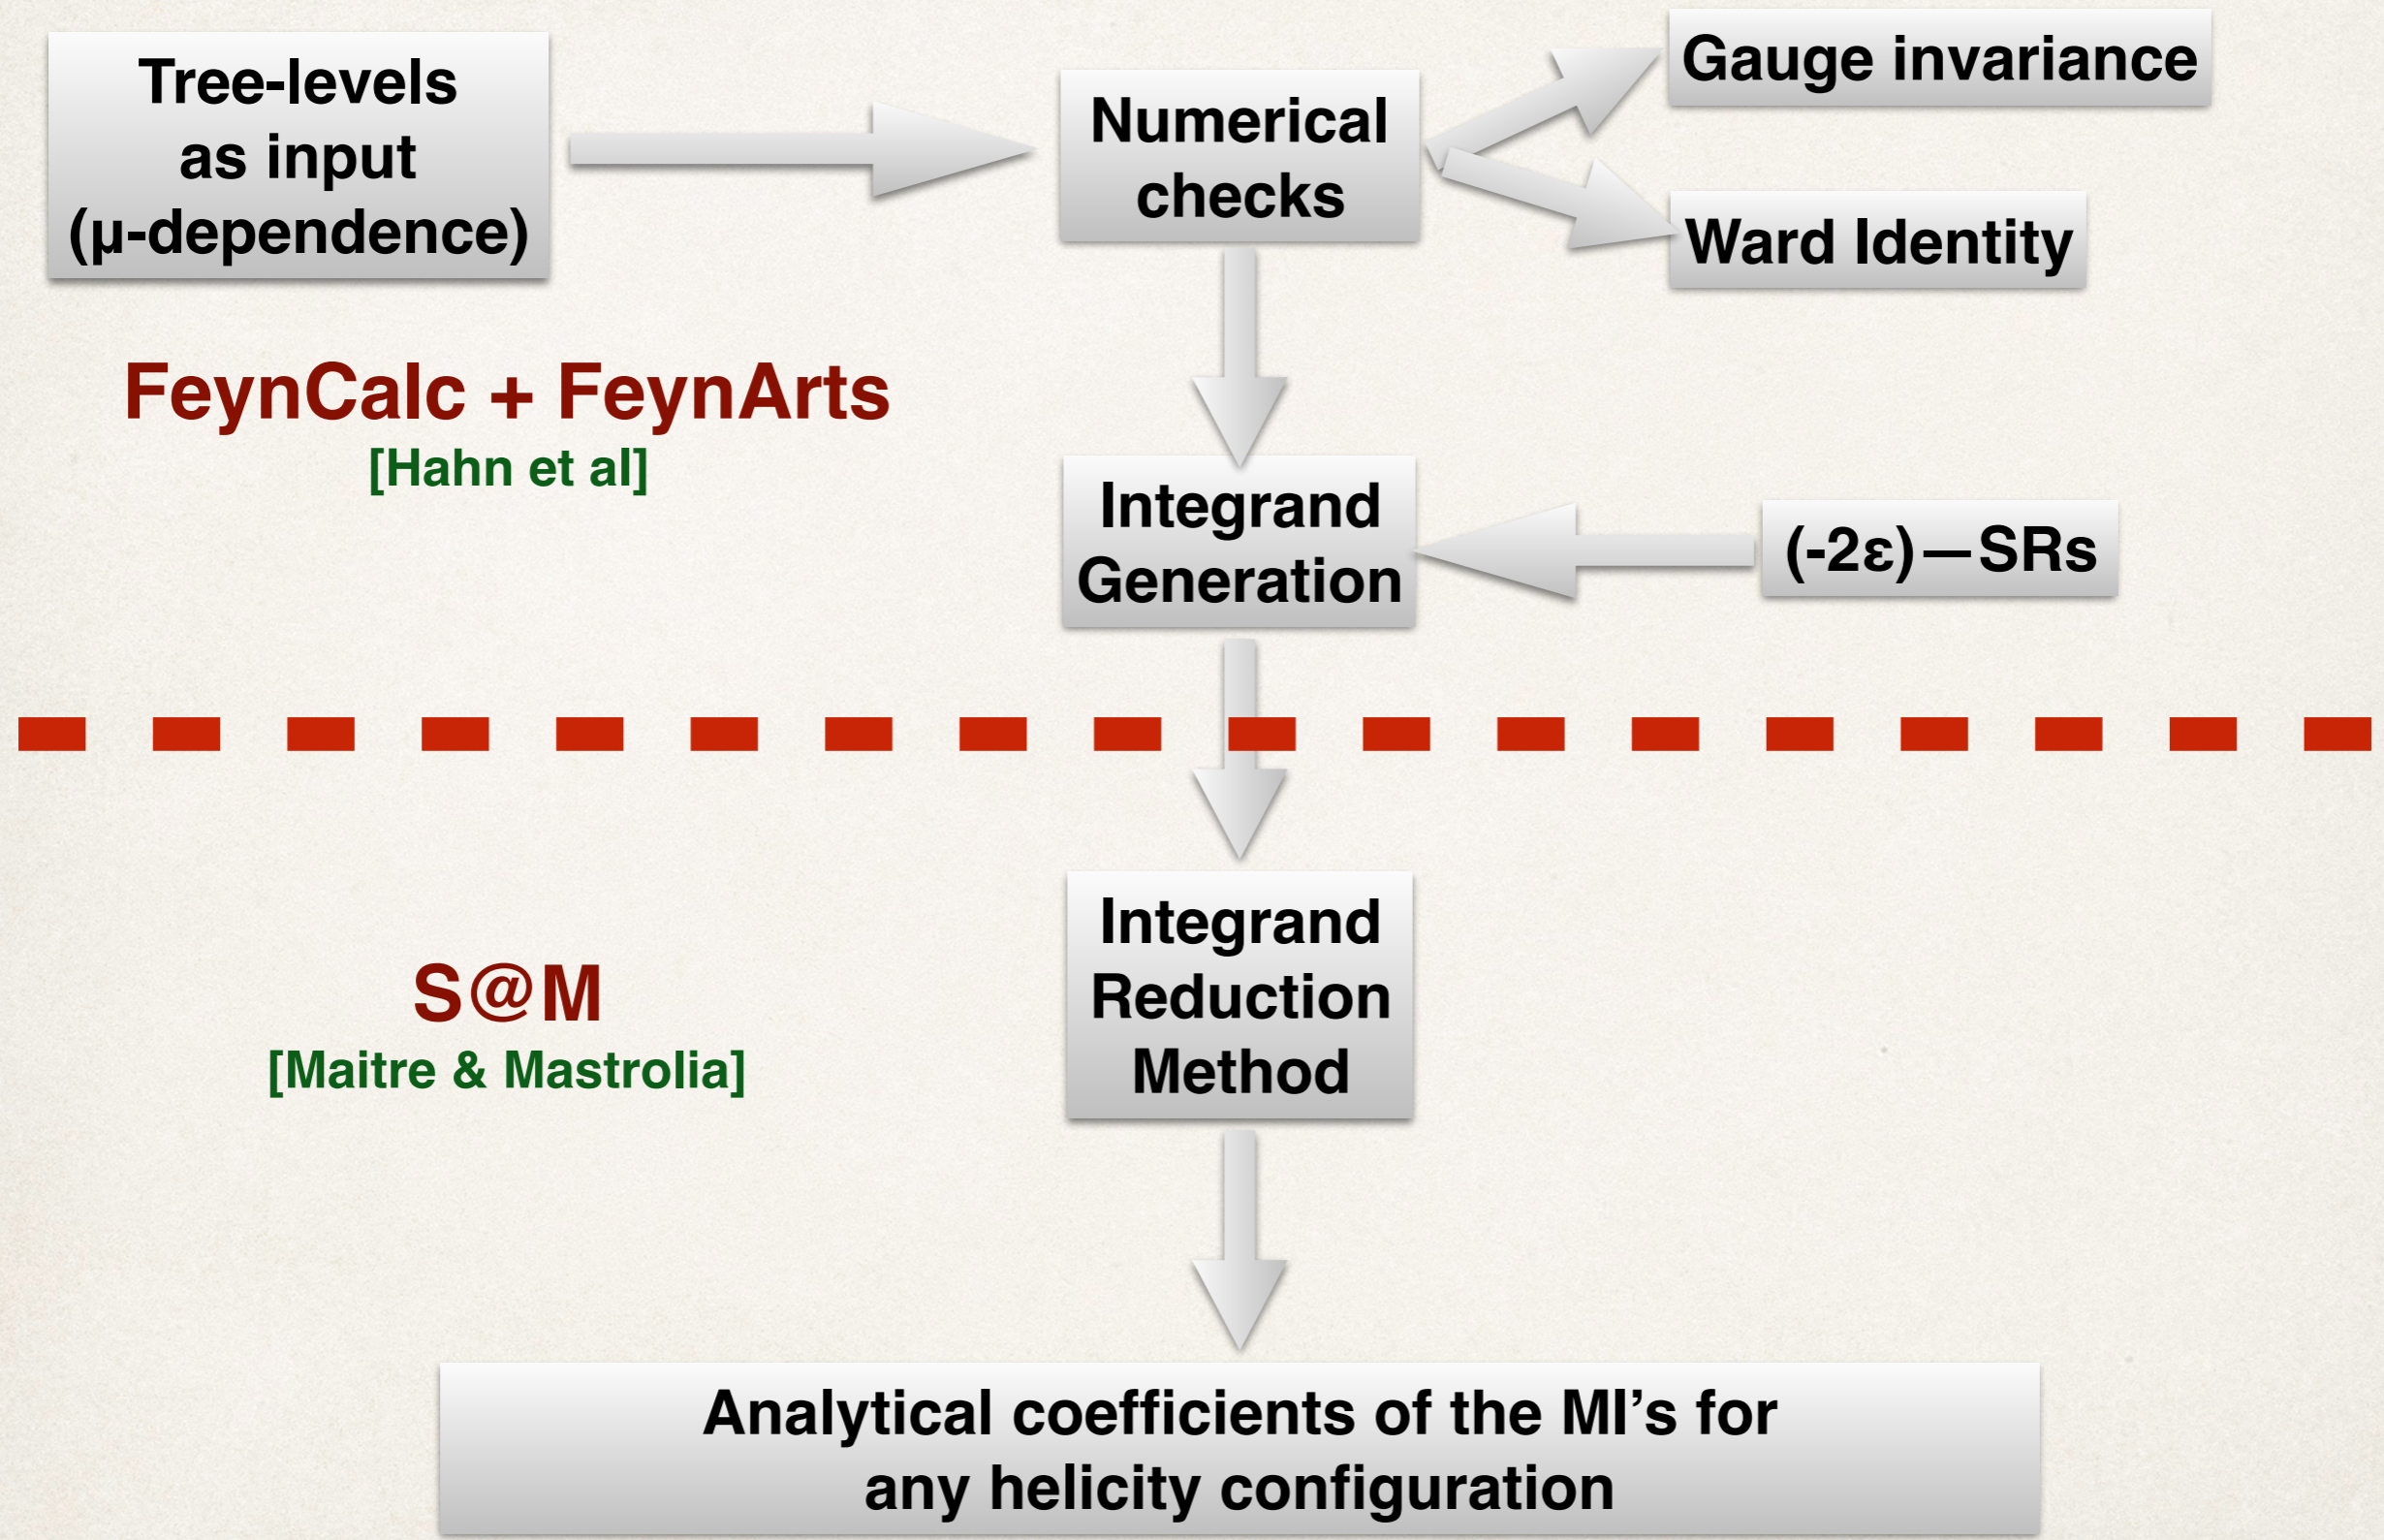 Tree-levels
as input
(μ-dependence)
Numerical
checks
Gauge invariance
Ward Identity
FeynCalc + FeynArts
[Hahn et al]
Integrand
Generation
(-2ε)—SRs
S@M
[Maitre & Mastrolia]
Integrand
Reduction
Method
Analytical coefficients of the MI’s for
any helicity configuration